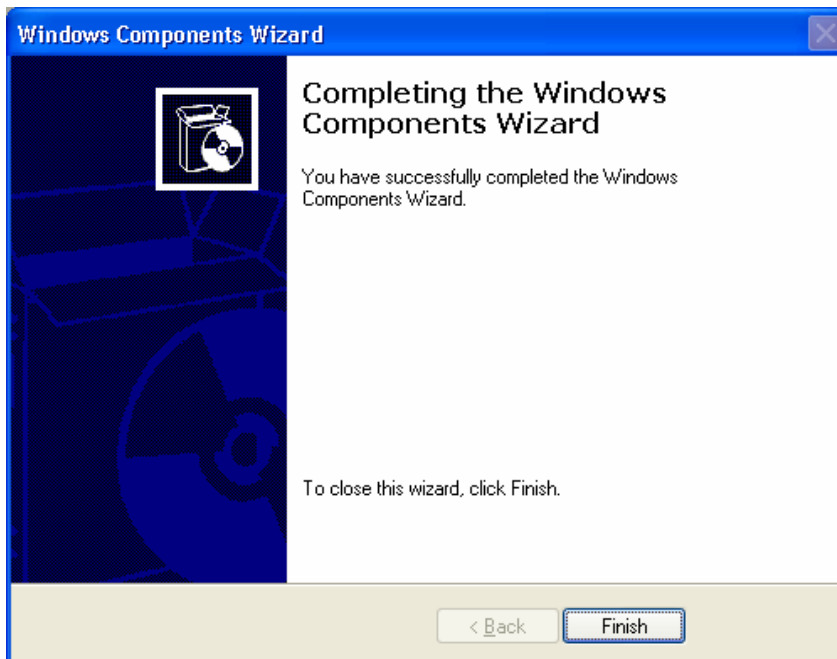 Windows Components Wizard
Completing the Windows
Components Wizard
You have successfully completed the Windows
Components Wizard.
To close this wizard, click Finish.
< Back
Finish